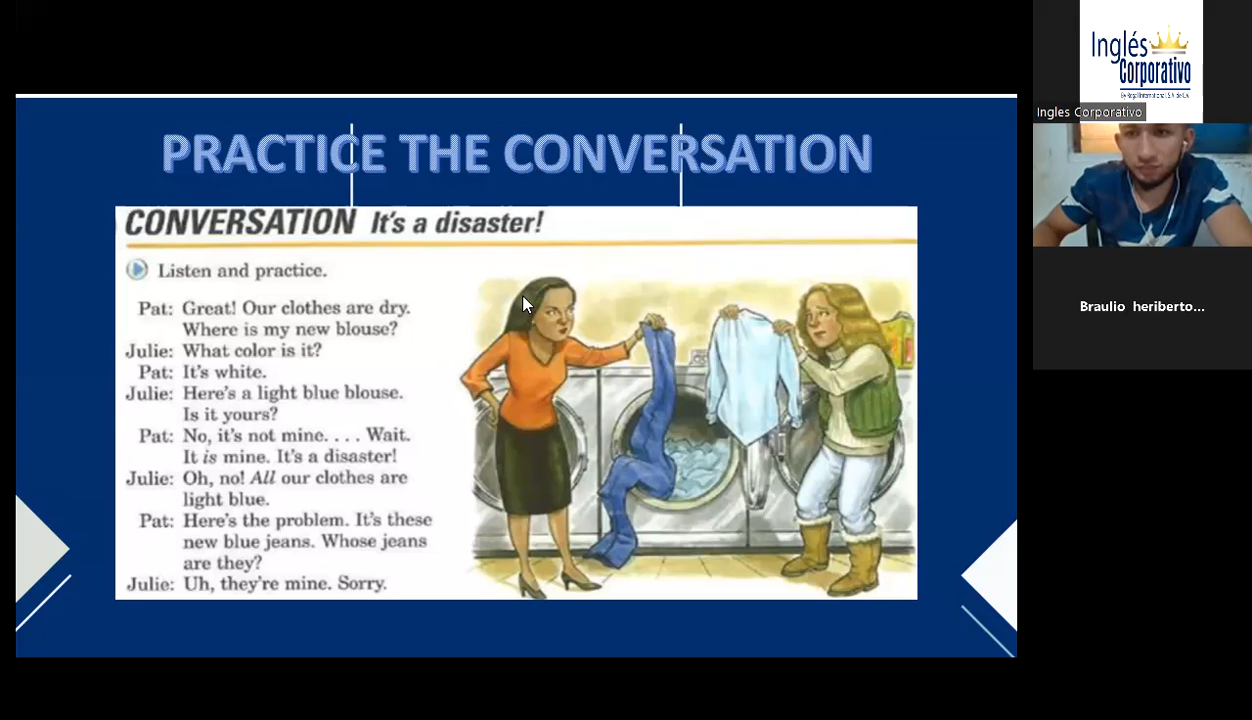 PRACTICE THE CONVERSATION
CONVERSATION It's a disaster!
Listen and practice.
Pat: Great! Our clothes are dry.
Where is my new blouse?
Julie: What color is it?
Pat: It's white.
Julie: Here's a light blue blouse.
Is it yours?
Pat: No, it's not mine. . . . Wait.
It is mine. It's a disaster!
Julie: Oh, no! All our clothes are
light blue.
Pat: Here's the problem. It's these
new blue jeans. Whose jeans
are they?
Julie: Uh, they're mine. Sorry.
Inglés
Corporativo
Ingles Corporativo
Braulio heriberto...